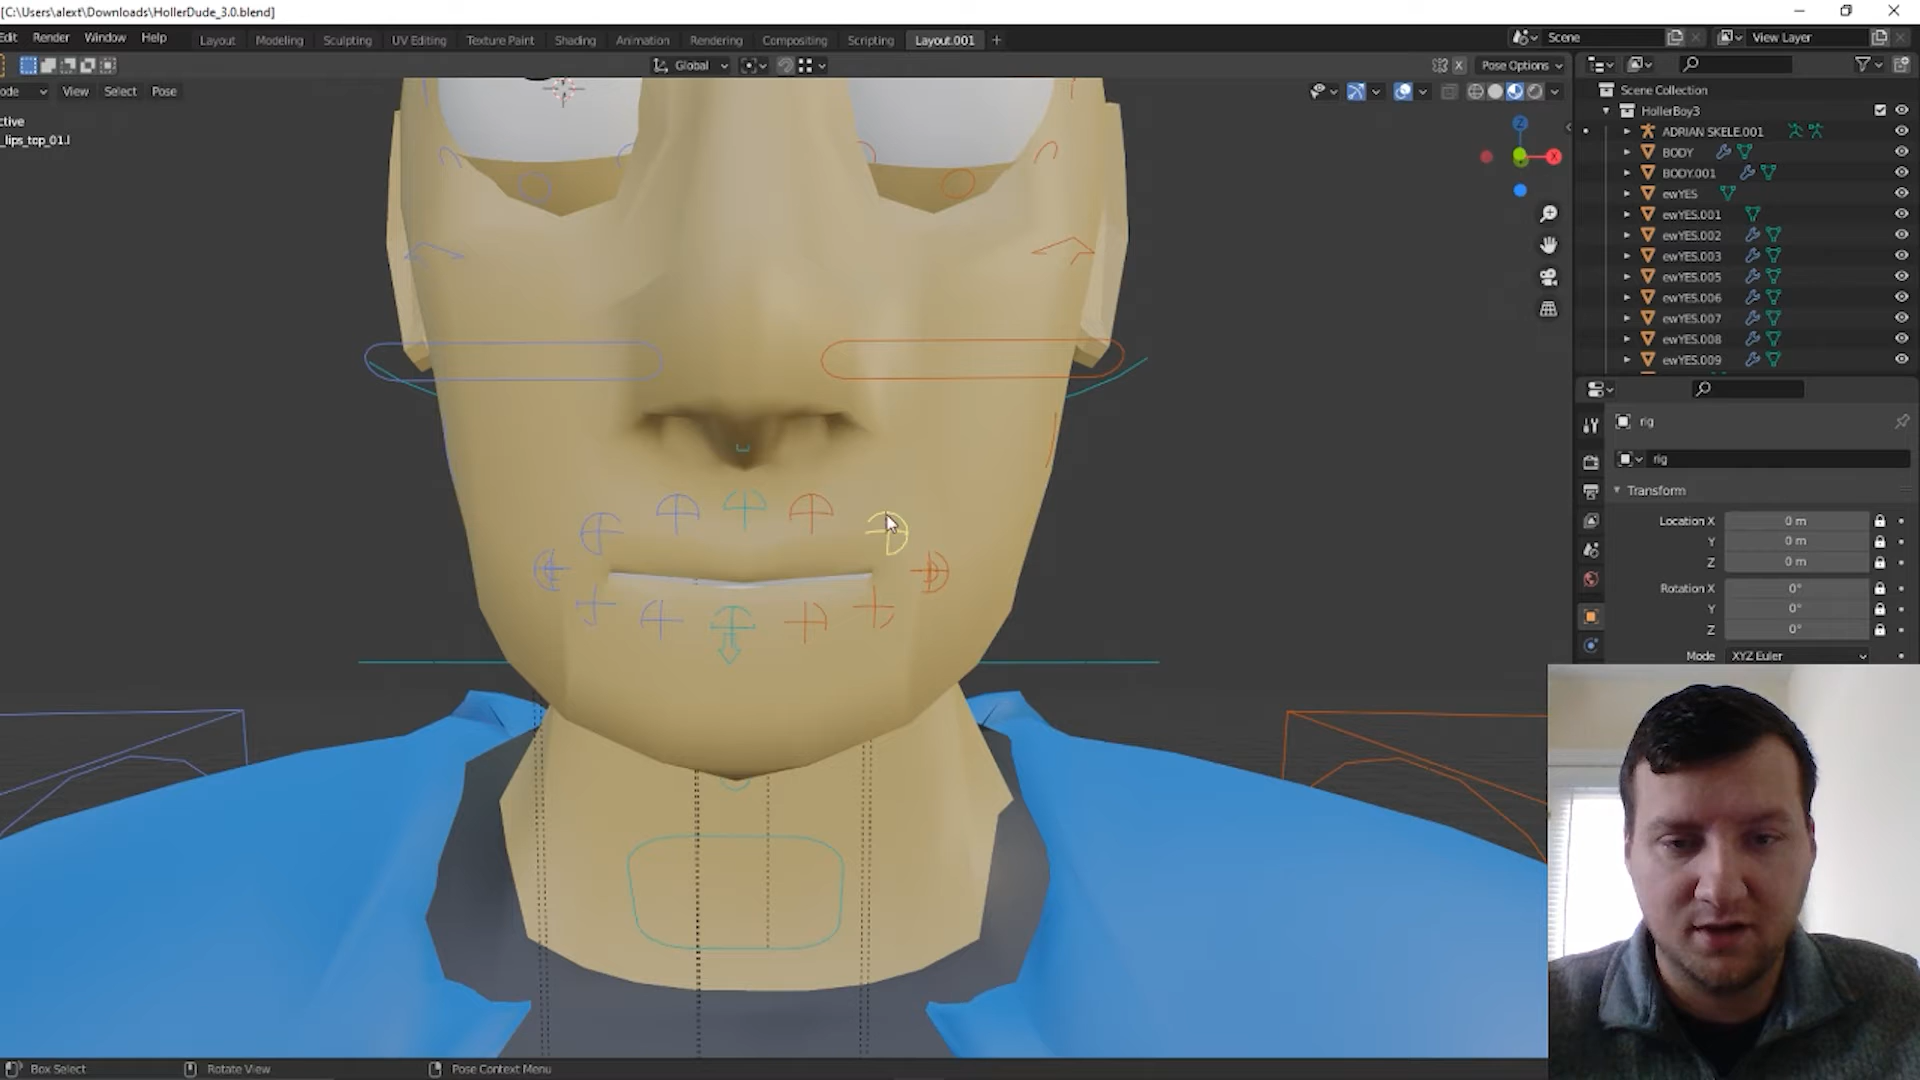 [C:\Users\alext\Downloads\HollerDude_3.0.blend]
Edit Render Window Help Layout Modeling Sculpting UV Editing Texture Paint Shading Animation Rendering Compositing Scripting Layout.001 + Scene View Layer
Global Pose Options
ode View Select Pose
ctive
_lips_top_01.l
Z
X
Scene Collection
HollerBoy3
ADRIAN SKELE.001
BODY
BODY.001
ewYES
ewYES.001
ewYES.002
ewYES.003
ewYES.005
ewYES.006
ewYES.007
ewYES.008
ewYES.009
rig
rig
Transform
Location X 0 m
Y 0 m
Z 0 m
Rotation X 0°
Y 0°
Z 0°
Mode XYZ Euler
Box Select Rotate View Pose Context Menu